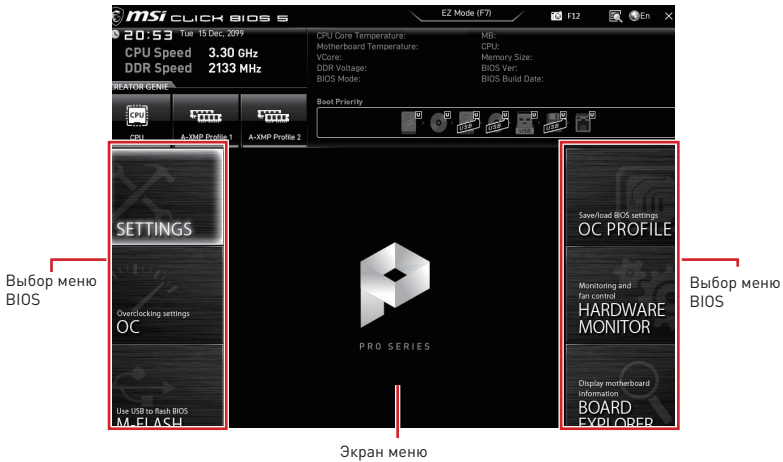 msi CLICK BIOS 5
EZ Mode (F7)
F12
En
20:53 Tue 15 Dec, 2099
CPU Speed 3.30 GHz
DDR Speed 2133 MHz
CREATOR GENIE
CPU
CPU
A-XMP Profile 1
A-XMP Profile 2
CPU Core Temperature:
Motherboard Temperature:
VCore:
DDR Voltage:
BIOS Mode:
MB:
CPU:
Memory Size:
BIOS Ver:
BIOS Build Date:
Boot Priority
U U U U U U U
USB USB USB USB
SETTINGS
Overclocking settings
OC
Use USB to flash BIOS
M-FLASH
PRO SERIES
Save/load BIOS settings
OC PROFILE
Monitoring and
fan control
HARDWARE
MONITOR
Display motherboard
information
BOARD
EXPLORER
Выбор меню
BIOS
Выбор меню
BIOS
Экран меню